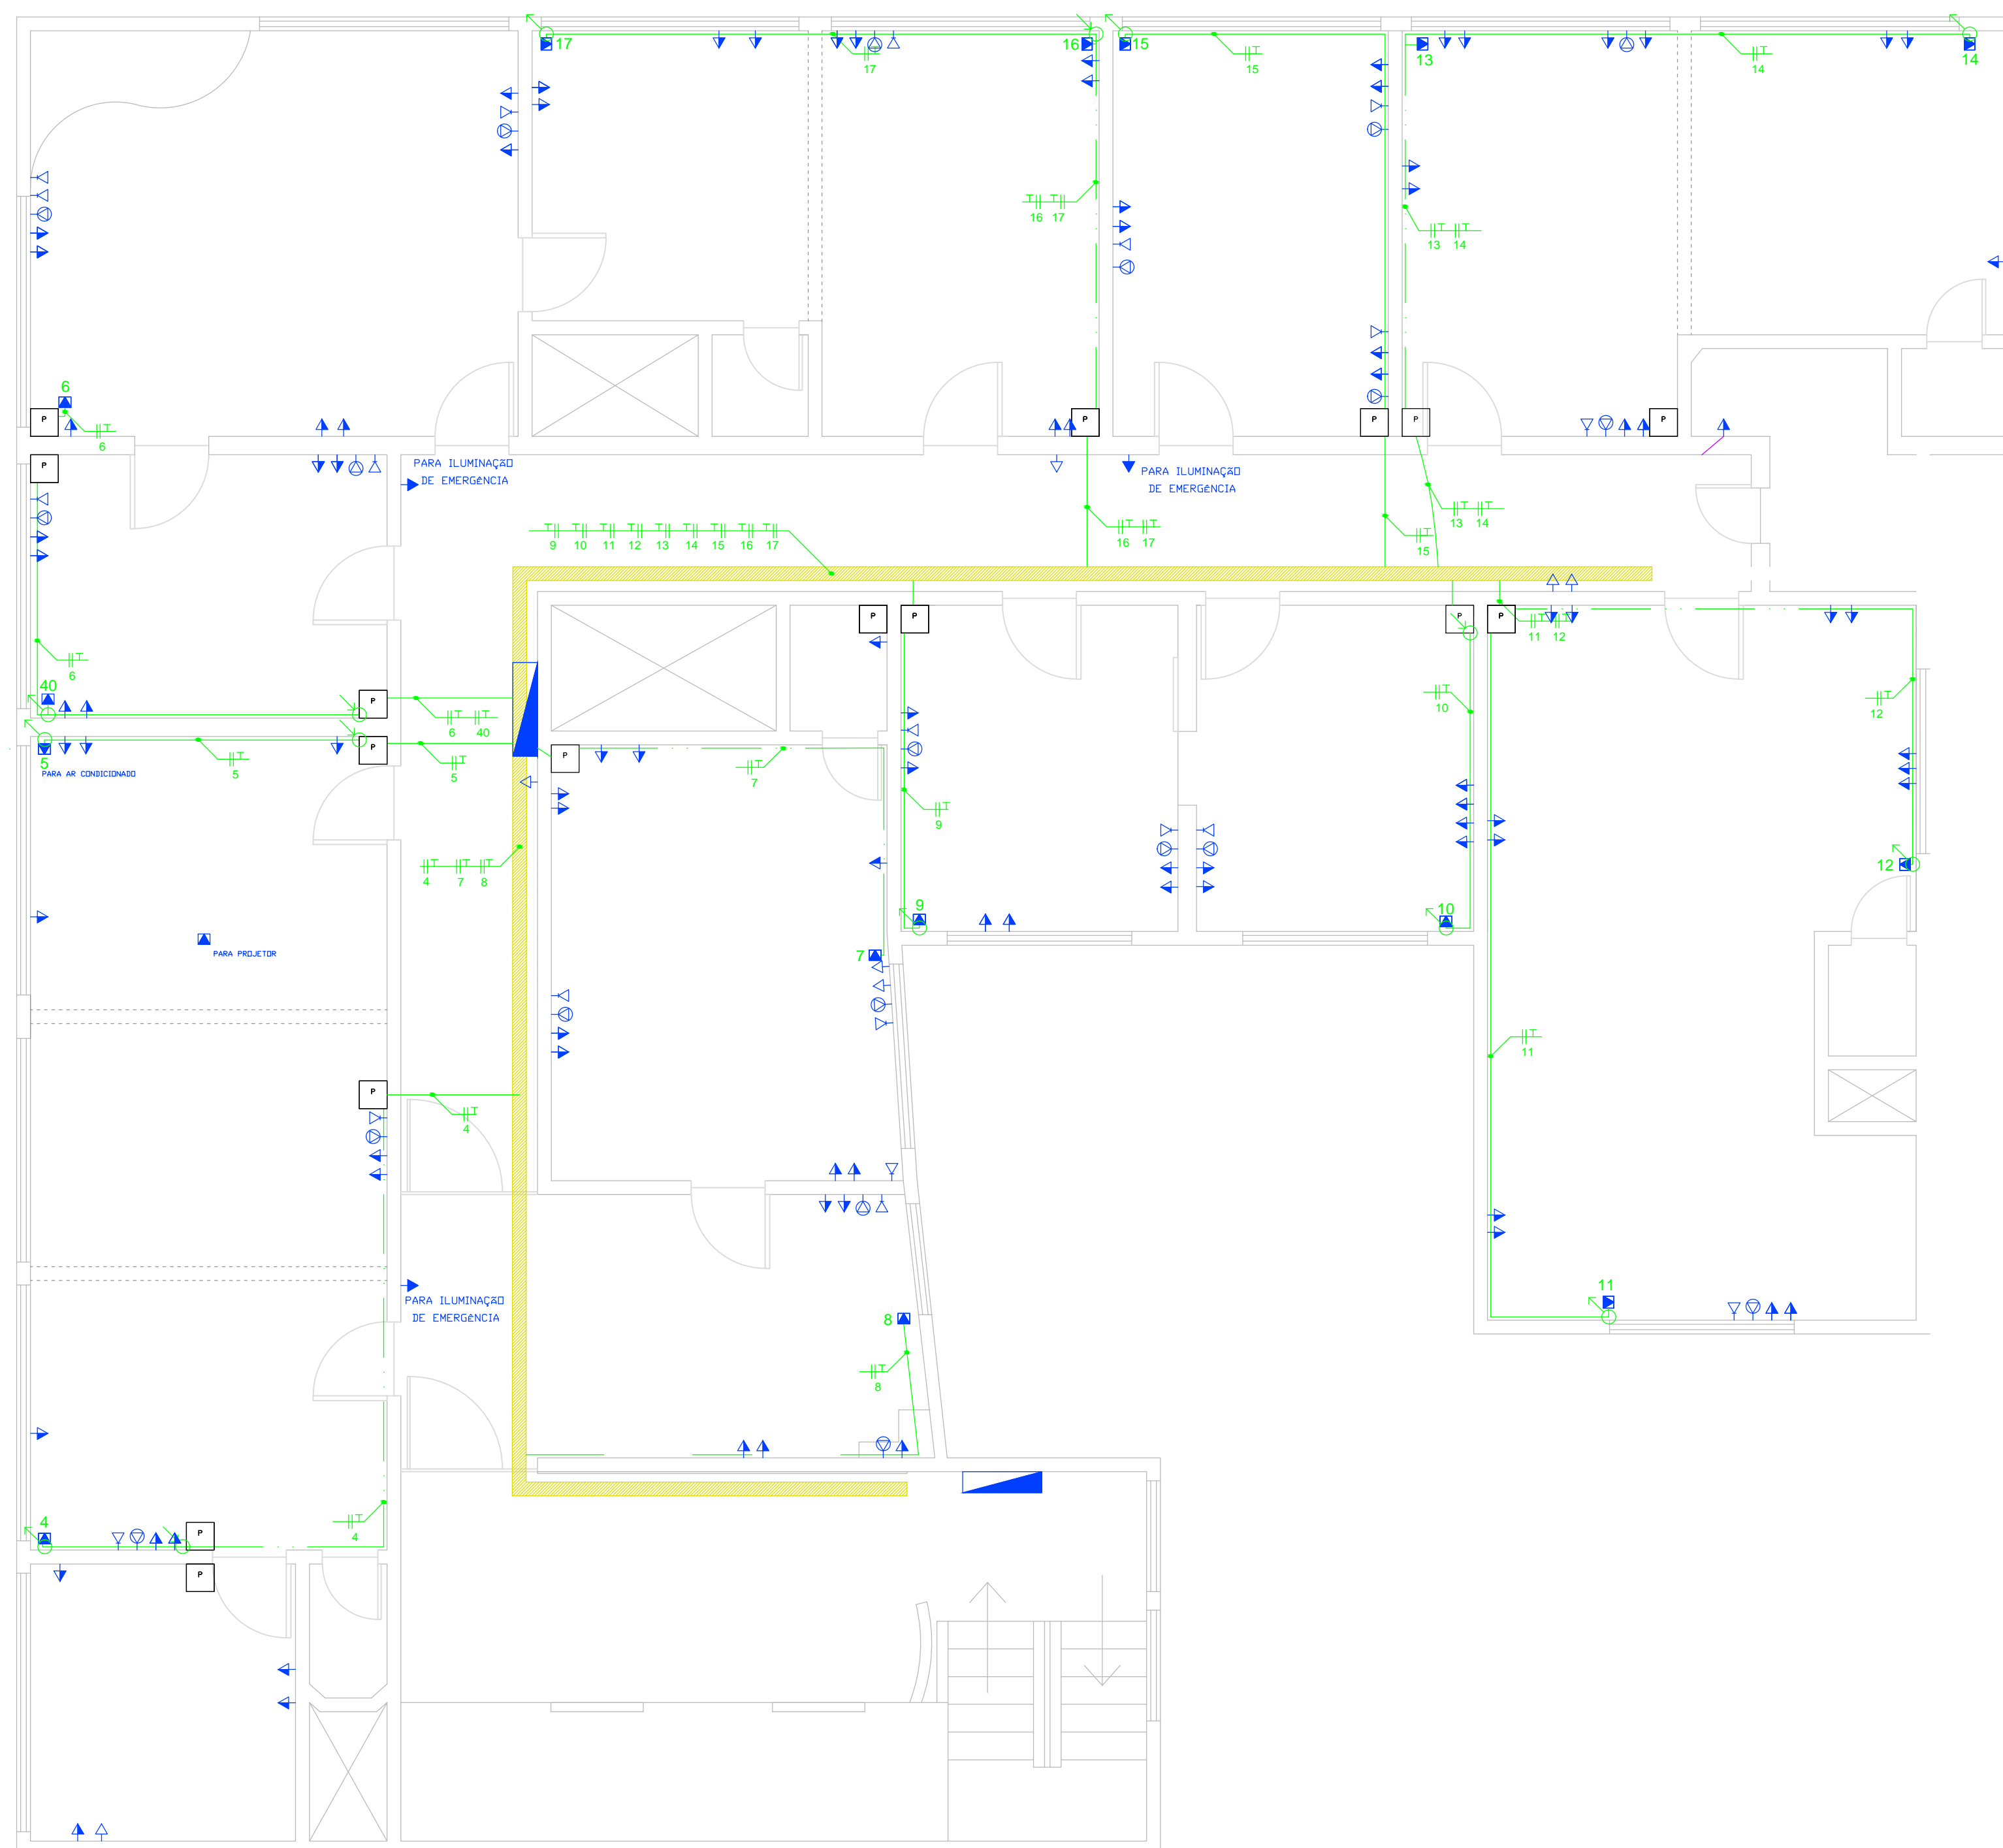 17
16
15
13
14
17
15
14
16 17
13 14
P
P
P
P
P
6
6
P
PARA ILUMINAÇÃO
DE EMERGÊNCIA
PARA ILUMINAÇÃO
DE EMERGÊNCIA
13 14
16 17
15
9 10 11 12 13 14 15 16 17
P
P
P
P
11 12
6
40
P
6 40
10
12
P
5
5
5
P
7
PARA AR CONDICIONADO
9
12
4 7 8
9
10
PARA PROJETOR
7
11
P
4
11
PARA ILUMINAÇÃO
DE EMERGÊNCIA
8
8
4
P
4
P